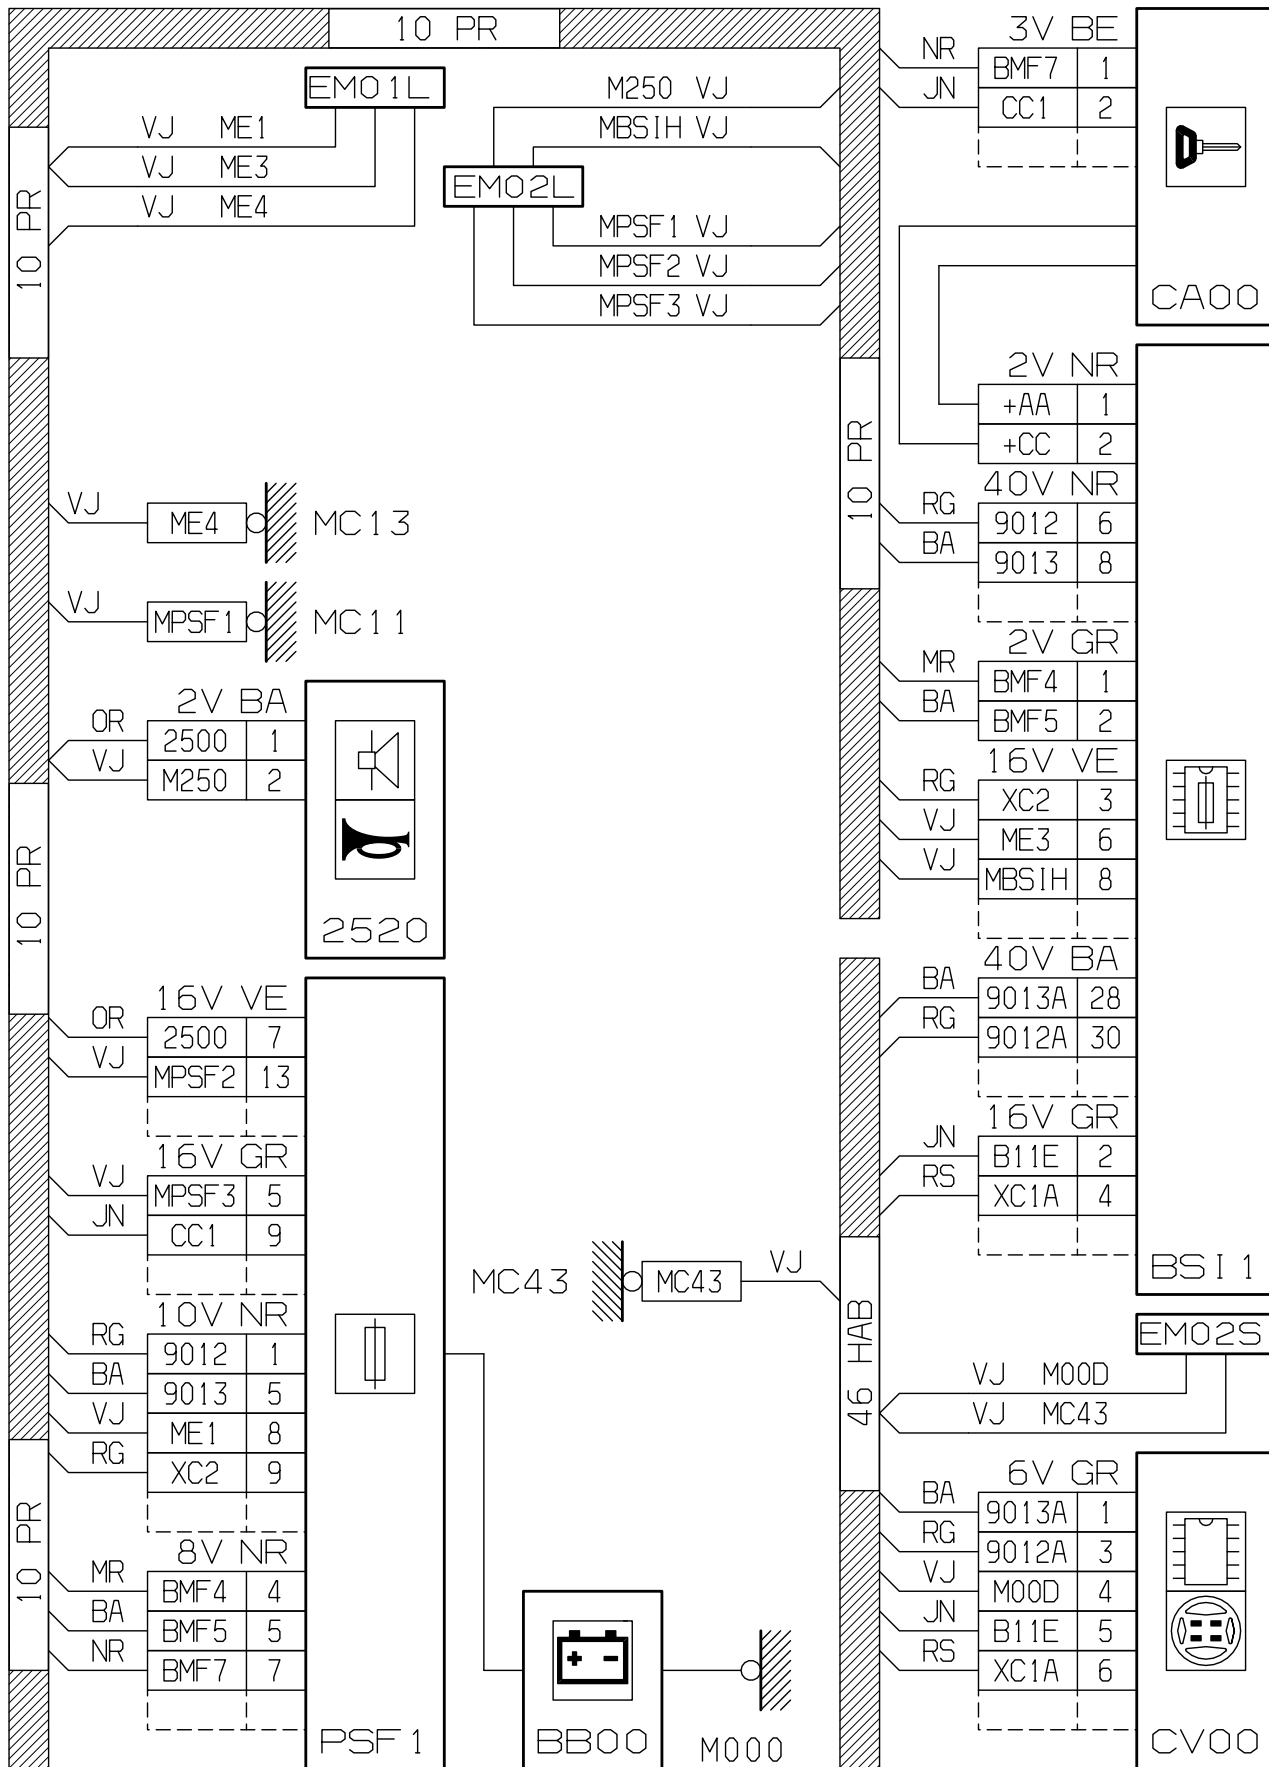 10 PR
EM01L
VJ ME1
VJ ME3
VJ ME4
10 PR
M250 VJ
MBSIH VJ
EM02L
MPSF1 VJ
MPSF2 VJ
MPSF3 VJ
VJ
ME4
MC13
VJ
MPSF1
MC11
2V BA
OR 2500 1
VJ M250 2
2520
10 PR
16V VE
OR 2500 7
VJ MPSF2 13
16V GR
VJ MPSF3 5
JN CC1 9
10V NR
RG 9012 1
BA 9013 5
VJ ME1 8
RG XC2 9
10 PR
8V NR
MR BMF4 4
BA BMF5 5
NR BMF7 7
PSF1
BB00
+ -
M000
MC43
MC43
VJ
10 PR
46 HAB
3V BE
NR BMF7 1
JN CC1 2
CA00
2V NR
+AA 1
+CC 2
40V NR
RG 9012 6
BA 9013 8
2V GR
MR BMF4 1
BA BMF5 2
16V VE
RG XC2 3
VJ ME3 6
VJ MBSIH 8
40V BA
BA 9013A 28
RG 9012A 30
16V GR
JN B11E 2
RS XC1A 4
BSI1
EM02S
VJ M00D
VJ MC43
6V GR
BA 9013A 1
RG 9012A 3
VJ M00D 4
JN B11E 5
RS XC1A 6
CV00